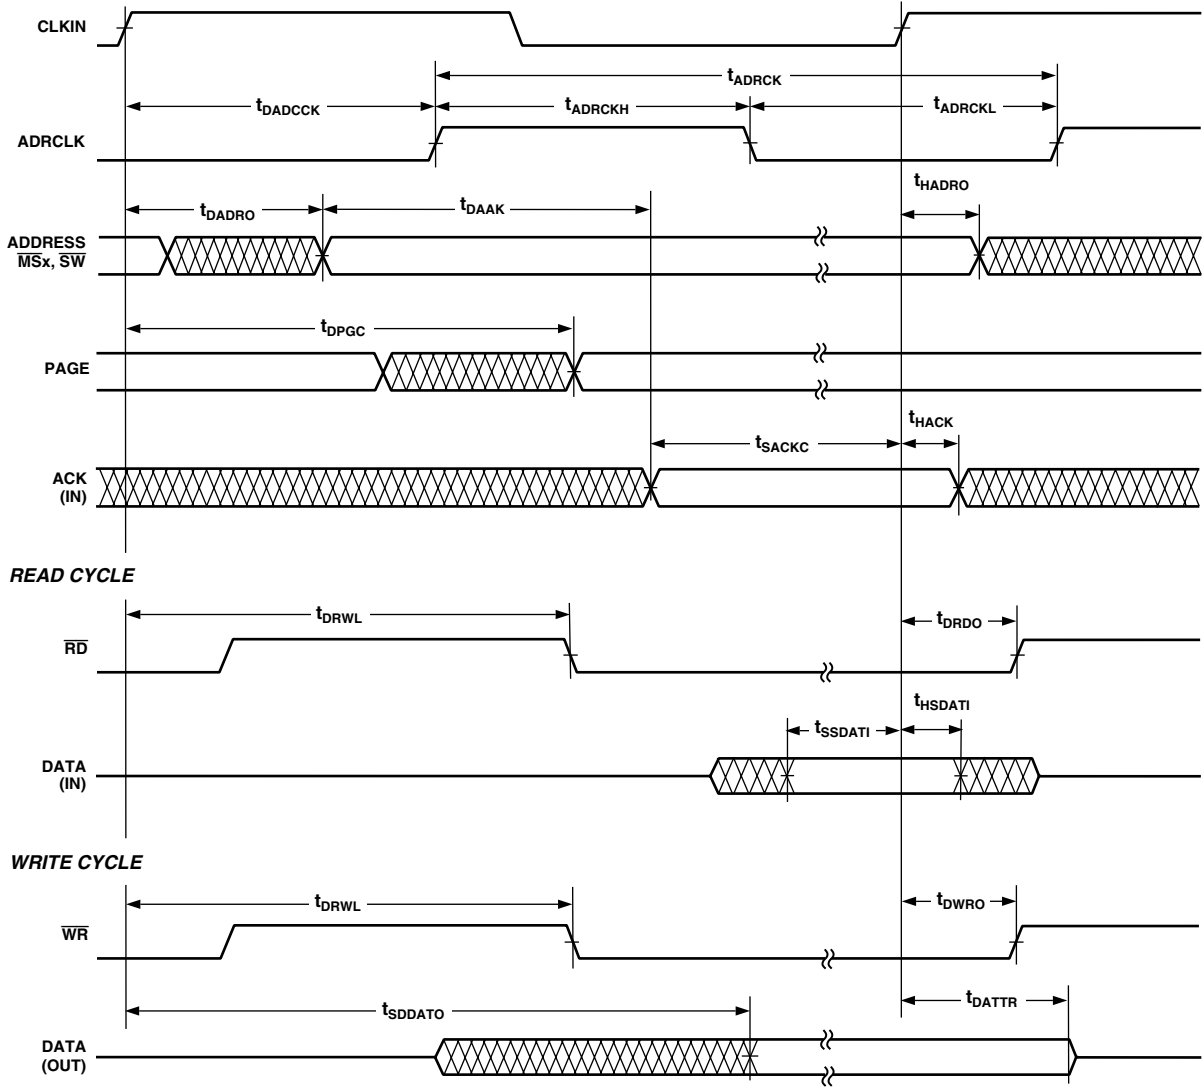 CLKIN
tADRCK
tDADCCK
tADRCKH
tADRCKL
ADRCLK
tHADRO
tDADRO
tDAAK
ADDRESS
MSx, SW
tDPGC
PAGE
tHACK
tSACKC
ACK
(IN)
READ CYCLE
tDRWL
tDRDO
RD
tHSDATI
tSSDATI
DATA
(IN)
WRITE CYCLE
tDRWL
tDWRO
WR
tSDDATO
tDATTR
DATA
(OUT)